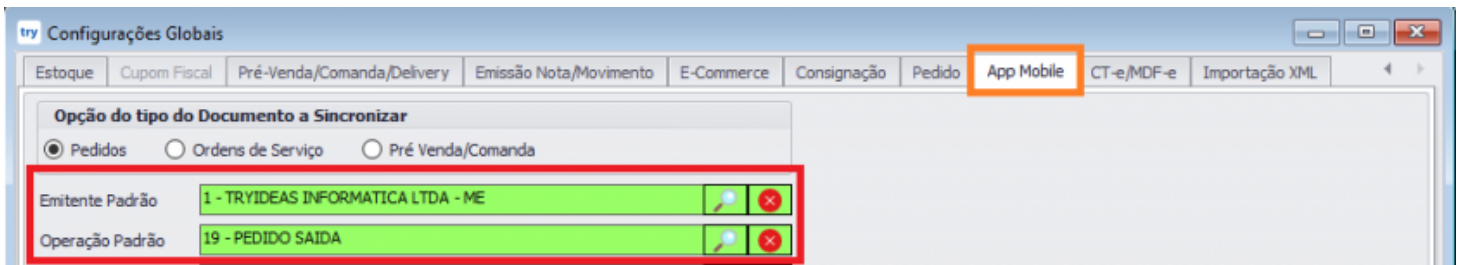 try Configurações Globais
Estoque Cupom Fiscal Pré-Venda/Comanda/Delivery Emissão Nota/Movimento E-Commerce Consignação Pedido App Mobile CT-e/MDF-e Importação XML
Opção do tipo do Documento a Sincronizar
Pedidos Ordens de Serviço Pré Venda/Comanda
Emitente Padrão 1 - TRYIDEAS INFORMATICA LTDA - ME
Operação Padrão 19 - PEDIDO SAIDA